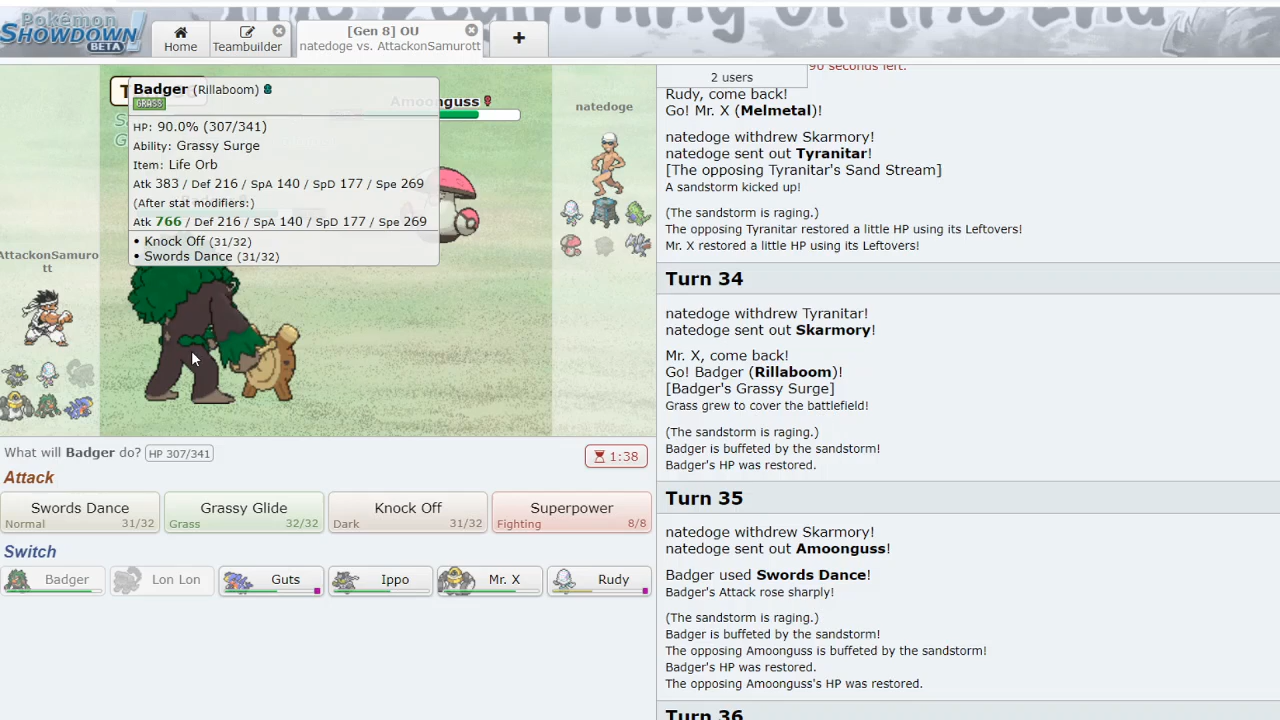 The Beginning of the End
Pokémon
SHOWDOWN
BETA
Home
Teambuilder
[Gen 8] OU
natedoge vs. AttackonSamurott
+
2 users
90 seconds left.
Rudy, come back!
Go! Mr. X (Melmetal)!
natedoge withdrew Skarmory!
natedoge sent out Tyranitar!
[The opposing Tyranitar's Sand Stream]
A sandstorm kicked up!
(The sandstorm is raging.)
The opposing Tyranitar restored a little HP using its Leftovers!
Mr. X restored a little HP using its Leftovers!
Turn 34
natedoge withdrew Tyranitar!
natedoge sent out Skarmory!
Mr. X, come back!
Go! Badger (Rillaboom)!
[Badger's Grassy Surge]
Grass grew to cover the battlefield!
(The sandstorm is raging.)
Badger is buffeted by the sandstorm!
Badger's HP was restored.
Turn 35
natedoge withdrew Skarmory!
natedoge sent out Amoonguss!
Badger used Swords Dance!
Badger's Attack rose sharply!
(The sandstorm is raging.)
Badger is buffeted by the sandstorm!
The opposing Amoonguss is buffeted by the sandstorm!
Badger's HP was restored.
The opposing Amoonguss's HP was restored.
Turn 36
Badger (Rillaboom)
GRASS
HP: 90.0% (307/341)
Ability: Grassy Surge
Item: Life Orb
Atk 383 / Def 216 / SpA 140 / SpD 177 / Spe 269
(After stat modifiers:)
Atk 766 / Def 216 / SpA 140 / SpD 177 / Spe 269
• Knock Off (31/32)
• Swords Dance (31/32)
natedoge
AttackonSamuro
tt
What will Badger do? HP 307/341
1:38
Attack
Swords Dance
Normal 31/32
Grassy Glide
Grass 32/32
Knock Off
Dark 31/32
Superpower
Fighting 8/8
Switch
Badger
Lon Lon
Guts
Ippo
Mr. X
Rudy